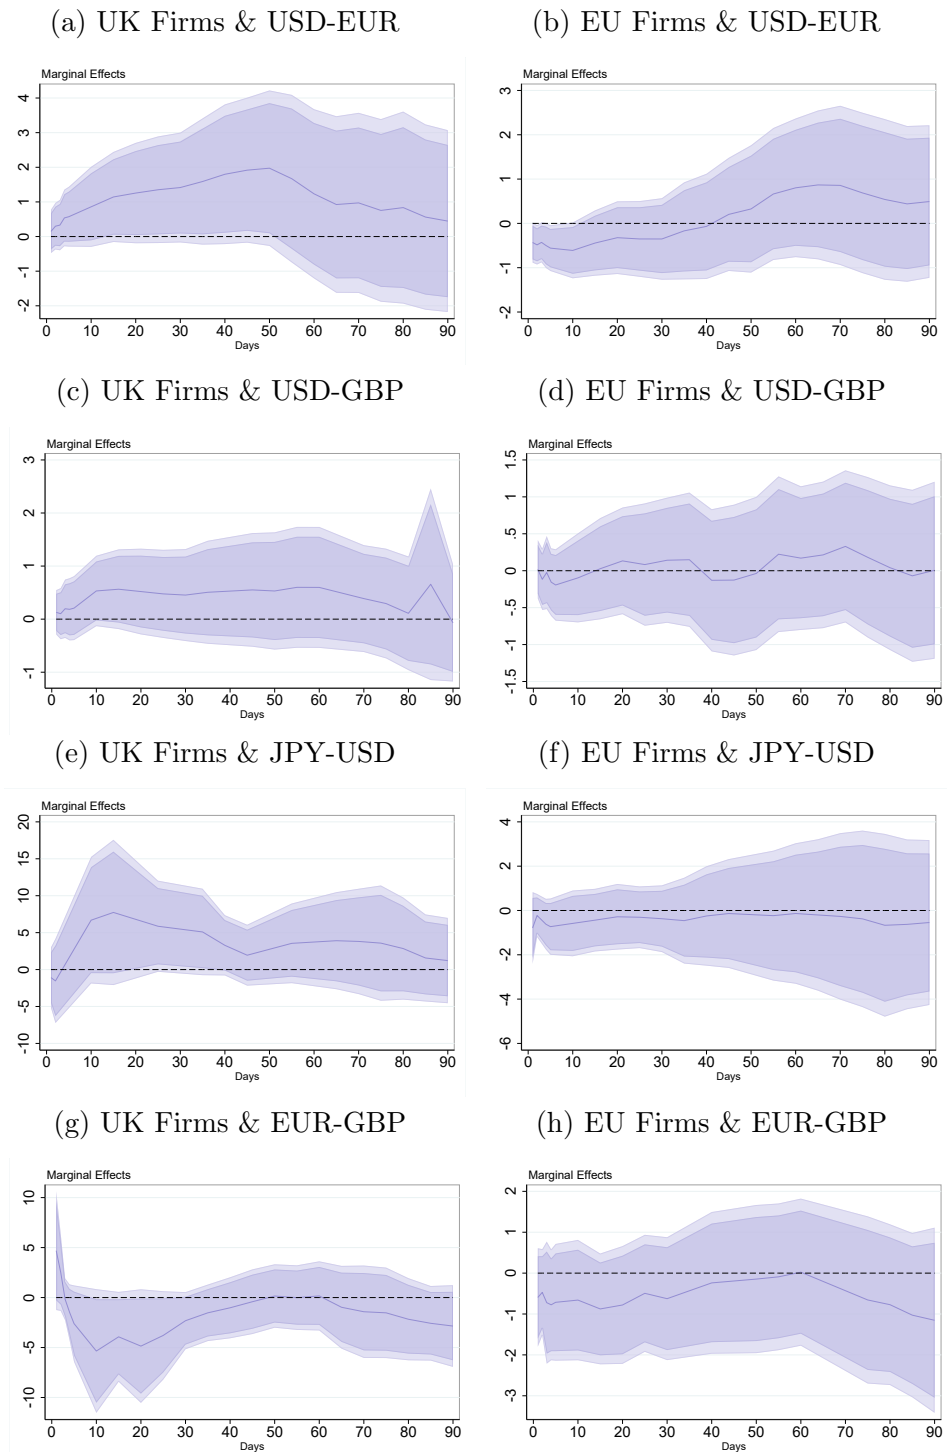 (a) UK Firms & USD-EUR
(b) EU Firms & USD-EUR
Marginal Effects
4
3
2
1
0
-1
-2
0 10 20 30 40 50 60 70 80 90
Days
Marginal Effects
3
2
1
0
-1
-2
0 10 20 30 40 50 60 70 80 90
Days
(c) UK Firms & USD-GBP
(d) EU Firms & USD-GBP
Marginal Effects
3
2
1
0
-1
0 10 20 30 40 50 60 70 80 90
Days
Marginal Effects
1.5
1
.5
0
-.5
-1
-1.5
0 10 20 30 40 50 60 70 80 90
Days
(e) UK Firms & JPY-USD
(f) EU Firms & JPY-USD
Marginal Effects
20
15
10
5
0
-5
-10
0 10 20 30 40 50 60 70 80 90
Days
Marginal Effects
4
2
0
-2
-4
-6
0 10 20 30 40 50 60 70 80 90
Days
(g) UK Firms & EUR-GBP
(h) EU Firms & EUR-GBP
Marginal Effects
10
5
0
-5
-10
0 10 20 30 40 50 60 70 80 90
Days
Marginal Effects
2
1
0
-1
-2
-3
0 10 20 30 40 50 60 70 80 90
Days